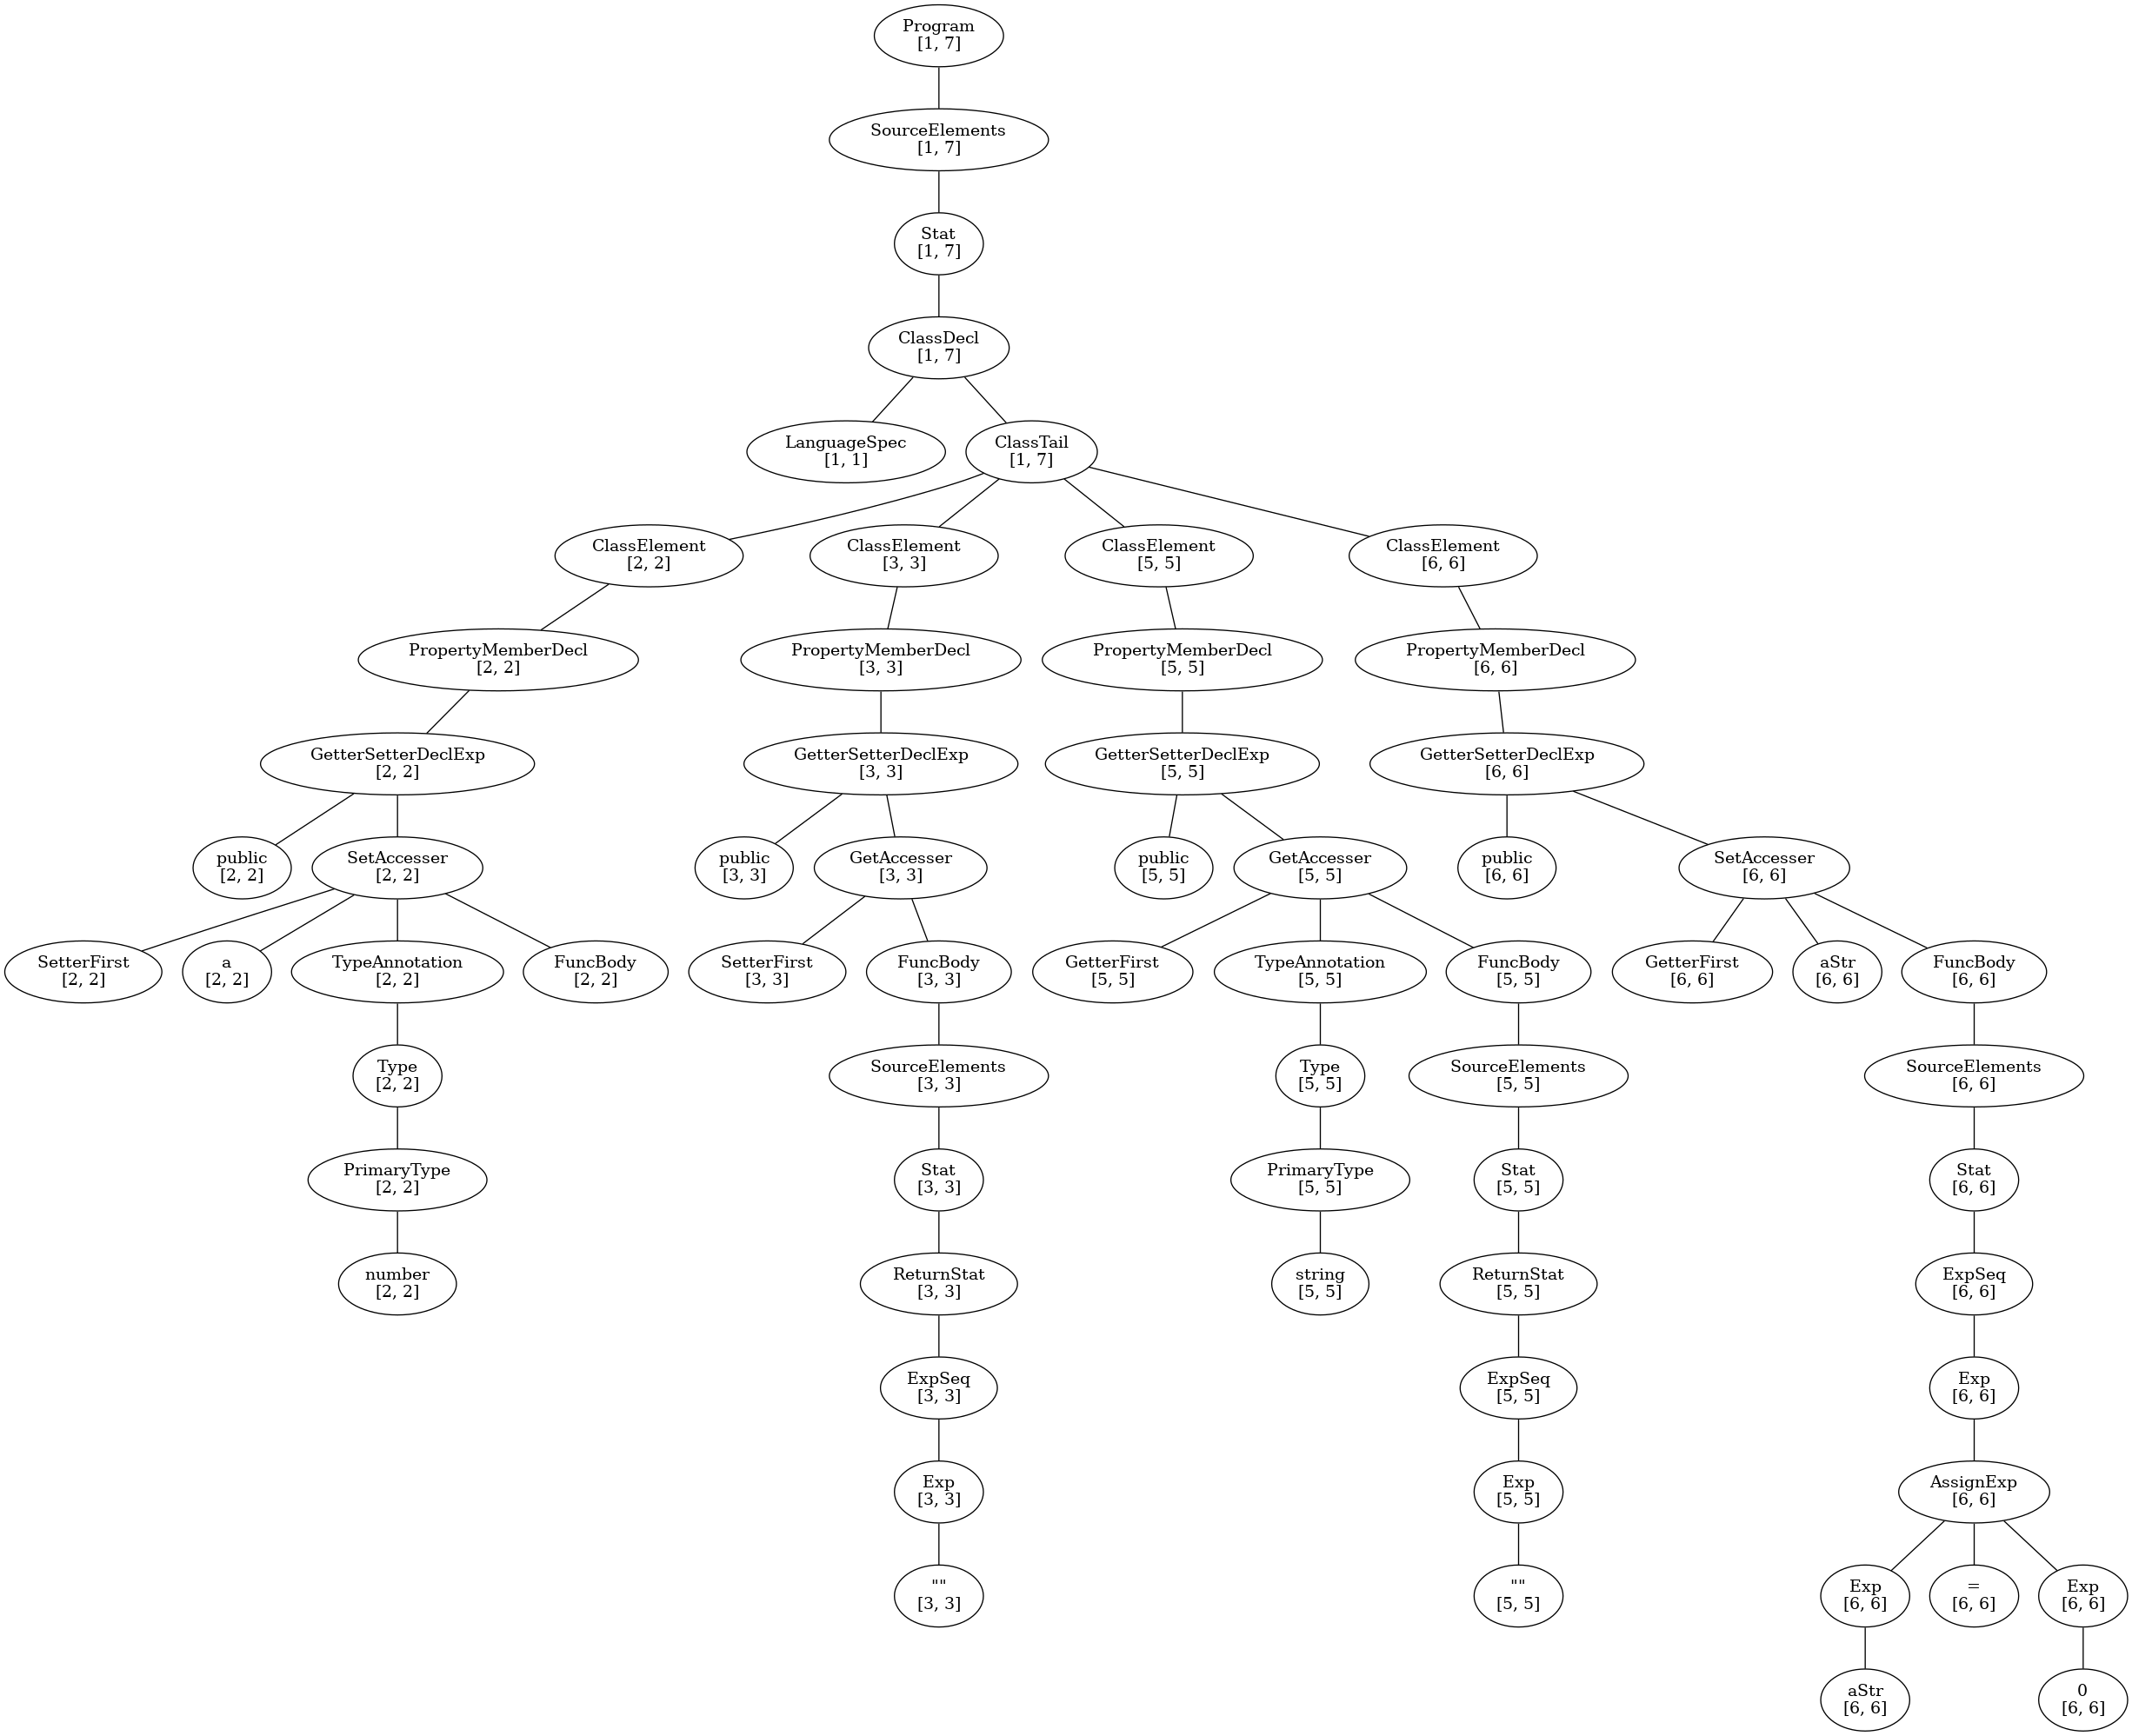 Program
[1, 7]
SourceElements
[1, 7]
Stat
[1, 7]
ClassDecl
[1, 7]
LanguageSpec
[1, 1]
ClassTail
[1, 7]
ClassElement
[2, 2]
ClassElement
[3, 3]
ClassElement
[5, 5]
ClassElement
[6, 6]
PropertyMemberDecl
[2, 2]
PropertyMemberDecl
[3, 3]
PropertyMemberDecl
[5, 5]
PropertyMemberDecl
[6, 6]
GetterSetterDeclExp
[2, 2]
GetterSetterDeclExp
[3, 3]
GetterSetterDeclExp
[5, 5]
GetterSetterDeclExp
[6, 6]
public
[2, 2]
SetAccesser
[2, 2]
public
[3, 3]
GetAccesser
[3, 3]
public
[5, 5]
GetAccesser
[5, 5]
public
[6, 6]
SetAccesser
[6, 6]
SetterFirst
[2, 2]
a
[2, 2]
TypeAnnotation
[2, 2]
FuncBody
[2, 2]
SetterFirst
[3, 3]
FuncBody
[3, 3]
GetterFirst
[5, 5]
TypeAnnotation
[5, 5]
FuncBody
[5, 5]
GetterFirst
[6, 6]
aStr
[6, 6]
FuncBody
[6, 6]
Type
[2, 2]
SourceElements
[3, 3]
Type
[5, 5]
SourceElements
[5, 5]
SourceElements
[6, 6]
PrimaryType
[2, 2]
Stat
[3, 3]
PrimaryType
[5, 5]
Stat
[5, 5]
Stat
[6, 6]
number
[2, 2]
ReturnStat
[3, 3]
string
[5, 5]
ReturnStat
[5, 5]
ExpSeq
[6, 6]
ExpSeq
[3, 3]
ExpSeq
[5, 5]
Exp
[6, 6]
Exp
[3, 3]
Exp
[5, 5]
AssignExp
[6, 6]
""
[3, 3]
""
[5, 5]
Exp
[6, 6]
=
[6, 6]
Exp
[6, 6]
aStr
[6, 6]
0
[6, 6]